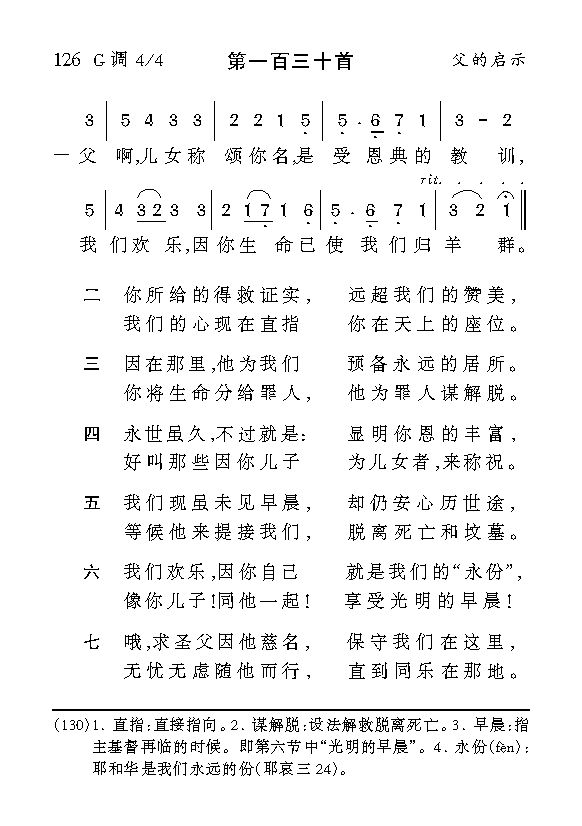 126 G调 4/4 第一百三十首 父的启示
3 | 5 4 3 3 | 2 2 1 5 | 5 · 6 7 1 | 3 - 2
一 父 啊,儿女称 颂你名,是 受 恩典的 教 训,
rit. . . . .
5 | 4 3 2 3 3 | 2 1 7 1 6 | 5 · 6 7 1 | 3 2 1 ‖
我 们欢 乐,因你生 命已使 我们归羊 群。
二 你所给的得救证实, 远超我们的赞美,
我们的心现在直指 你在天上的座位。
三 因在那里,他为我们 预备永远的居所。
你将生命分给罪人, 他为罪人谋解脱。
四 永世虽久,不过就是: 显明你恩的丰富,
好叫那些因你儿子 为儿女者,来称祝。
五 我们现虽未见早晨, 却仍安心历世途,
等候他来提接我们, 脱离死亡和坟墓。
六 我们欢乐,因你自己 就是我们的“永份”,
像你儿子!同他一起! 享受光明的早晨!
七 哦,求圣父因他慈名, 保守我们在这里,
无忧无虑随他而行, 直到同乐在那地。
(130)1. 直指:直接指向。2. 谋解脱:设法解救脱离死亡。3. 早晨:指
主基督再临的时候。即第六节中“光明的早晨”。4. 永份(fèn):
耶和华是我们永远的份(耶哀三24)。